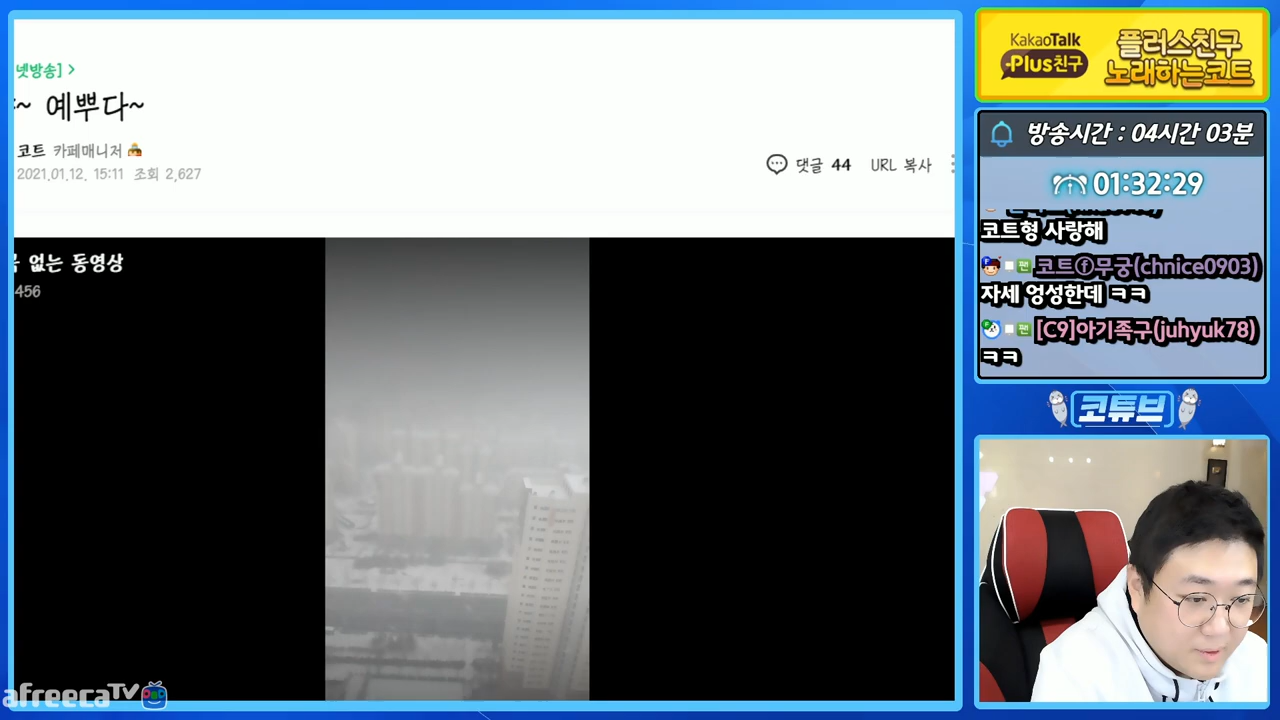 넷방송] >
~ 예쁘다~
코트 카페매니저
2021.01.12. 15:11 조회 2,627
댓글 44 URL 복사
없는 동영상
456
afreecaTV
KakaoTalk
Plus친구
플러스친구
노래하는코트
방송시간 : 04시간 03분
01:32:29
코트형 사랑해
코트ⓕ무궁(chnice0903)
자세 엉성한데 ㅋㅋ
[C9]아기족구(juhyuk78)
ㅋㅋ
코튜브